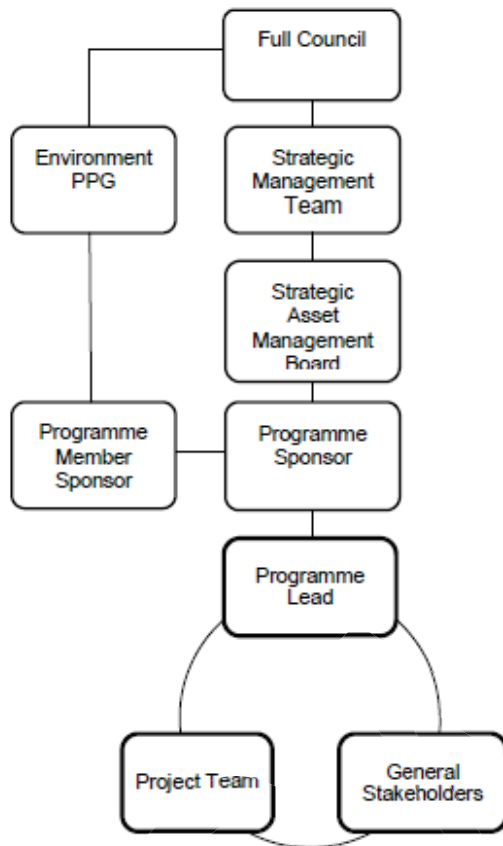 Full Council
Environment
PPG
Strategic
Management
Team
Strategic
Asset
Management
Board
Programme
Member
Sponsor
Programme
Sponsor
Programme
Lead
Project Team
General
Stakeholders